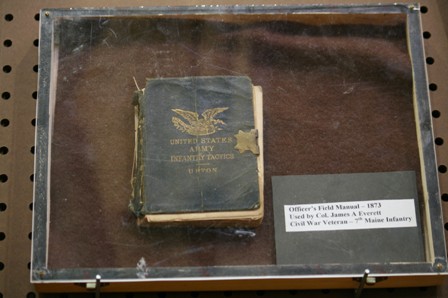 UNITED STATES
ARMY
INFANTRY TACTICS
UPTON
Officer's Field Manual – 1873
Used by Col. James A Everett
Civil War Veteran – 7th Maine Infantry